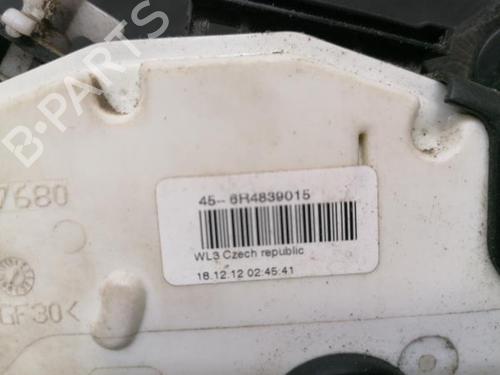 B-PARTS
7680
45-- 6R4839015
WL3 Czech republic
18.12.12 02:45:41
GF30<